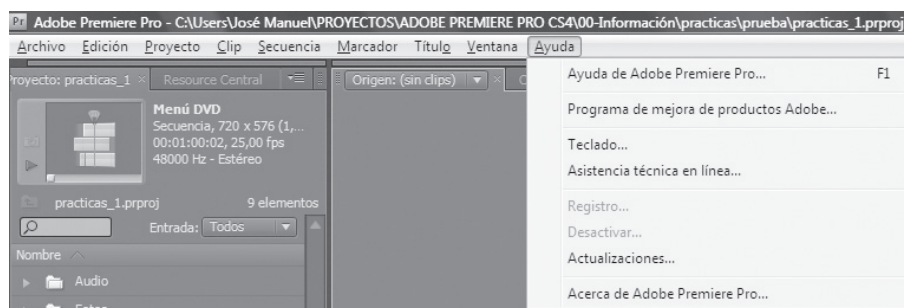 Pr Adobe Premiere Pro - C:\Users\José Manuel\PROYECTOS\ADOBE PREMIERE PRO CS4\00-Información\practicas\prueba\practicas_1.prproj
Archivo Edición Proyecto Clip Secuencia Marcador Título Ventana Ayuda
Proyecto: practicas_1 Resource Central
Origen: (sin clips)
Menú DVD
Secuencia, 720 x 576 (1,...
00:01:00:02, 25,00 fps
48000 Hz - Estéreo
practicas_1.prproj 9 elementos
Entrada: Todos
Nombre
Audio
Ayuda de Adobe Premiere Pro... F1
Programa de mejora de productos Adobe...
Teclado...
Asistencia técnica en línea...
Registro...
Desactivar...
Actualizaciones...
Acerca de Adobe Premiere Pro...